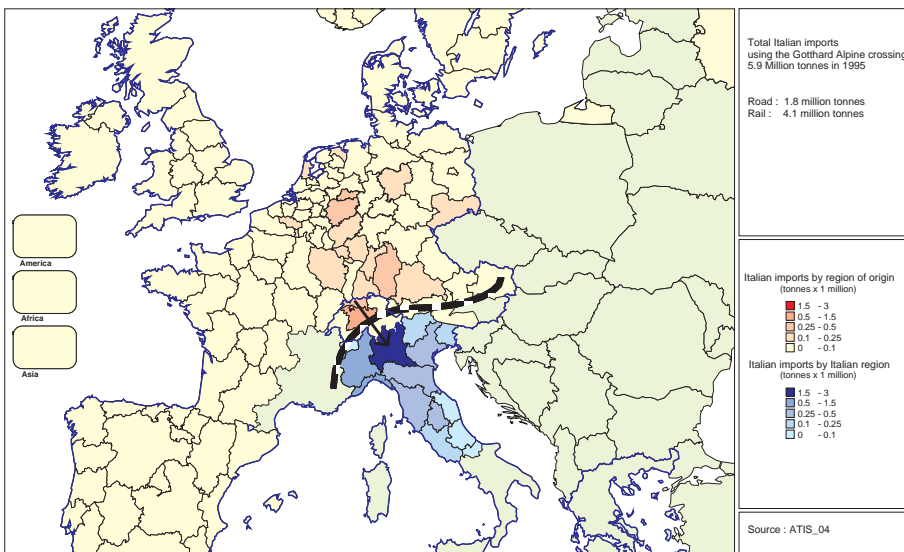 Total Italian imports
using the Gotthard Alpine crossing
5.9 Million tonnes in 1995
Road : 1.8 million tonnes
Rail : 4.1 million tonnes
America
Africa
Asia
Italian imports by region of origin
(tonnes x 1 million)
1.5 - 3
0.5 - 1.5
0.25 - 0.5
0.1 - 0.25
0 - 0.1
Italian imports by Italian region
(tonnes x 1 million)
1.5 - 3
0.5 - 1.5
0.25 - 0.5
0.1 - 0.25
0 - 0.1
Source : ATIS_04